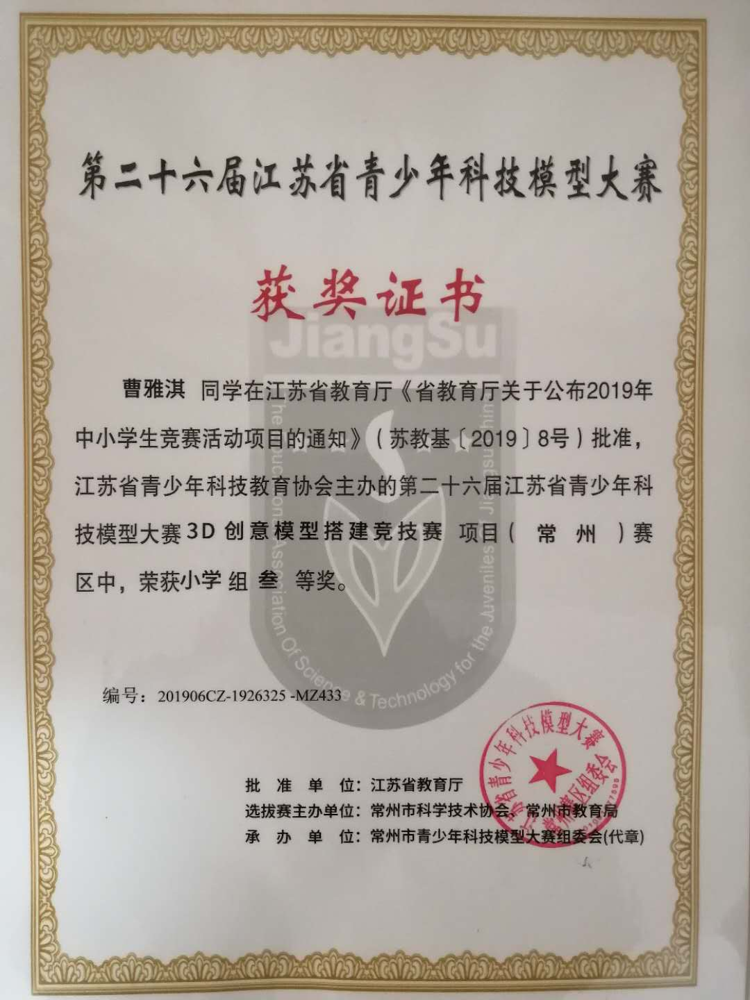 第二十六届江苏省青少年科技模型大赛
获奖证书
JiangSu
曹雅淇 同学在江苏省教育厅《省教育厅关于公布2019年
中小学生竞赛活动项目的通知》（苏教基〔2019〕8号）批准，
江苏省青少年科技教育协会主办的第二十六届江苏省青少年科
技模型大赛 3D 创意模型搭建竞技赛 项目（ 常 州 ）赛
区中，荣获小学 组 叁 等奖。
The Educational Association Of Science & Technology for the Juveniles of Jiangsu China
编号：201906CZ-1926325 -MZ433
江苏省青少年科技模型大赛
常州赛区组委会
批 准 单 位：江苏省教育厅
选拔赛主办单位：常州市科学技术协会、常州市教育局
承 办 单 位：常州市青少年科技模型大赛组委会(代章)